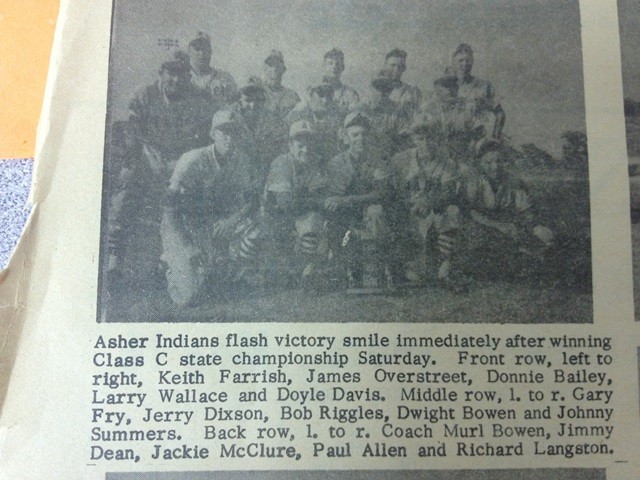 Asher Indians flash victory smile immediately after winning
Class C state championship Saturday. Front row, left to
right, Keith Farrish, James Overstreet, Donnie Bailey,
Larry Wallace and Doyle Davis. Middle row, l. to r. Gary
Fry, Jerry Dixson, Bob Riggles, Dwight Bowen and Johnny
Summers. Back row, l. to r. Coach Murl Bowen, Jimmy
Dean, Jackie McClure, Paul Allen and Richard Langston.